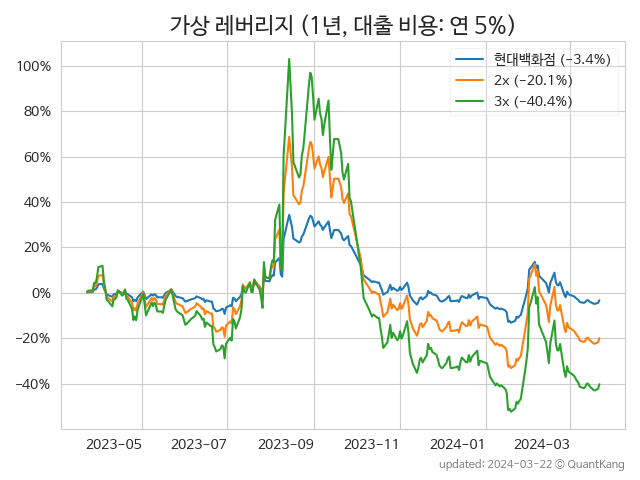 가상 레버리지 (1년, 대출 비용: 연 5%)
현대백화점 (−3.4%)
2x (−20.1%)
3x (−40.4%)
100%
80%
60%
40%
20%
0%
−20%
−40%
2023-05
2023-07
2023-09
2023-11
2024-01
2024-03
updated: 2024-03-22 © QuantKang